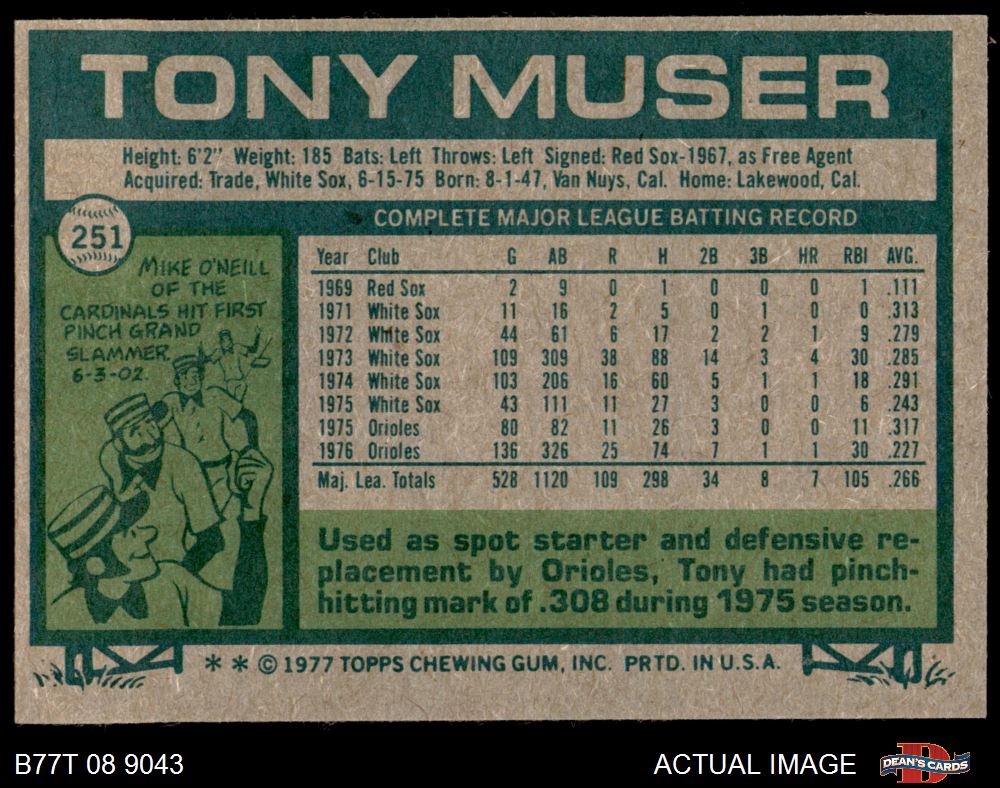 TONY MUSER
Height: 6'2" Weight: 185 Bats: Left Throws: Left Signed: Red Sox-1967, as Free Agent
Acquired: Trade, White Sox, 6-15-75 Born: 8-1-47, Van Nuys, Cal. Home: Lakewood, Cal.
251
MIKE O'NEILL
OF THE
CARDINALS HIT FIRST
PINCH GRAND
SLAMMER
6-3-02.
COMPLETE MAJOR LEAGUE BATTING RECORD
Year Club G AB R H 2B 3B HR RBI AVG.
1969 Red Sox 2 9 0 1 0 0 0 1 .111
1971 White Sox 11 16 2 5 0 1 0 0 .313
1972 White Sox 44 61 6 17 2 2 1 9 .279
1973 White Sox 109 309 38 88 14 3 4 30 .285
1974 White Sox 103 206 16 60 5 1 1 18 .291
1975 White Sox 43 111 11 27 3 0 0 6 .243
1975 Orioles 80 82 11 26 3 0 0 11 .317
1976 Orioles 136 326 25 74 7 1 1 30 .227
Maj. Lea. Totals 528 1120 109 298 34 8 7 105 .266
Used as spot starter and defensive re-
placement by Orioles, Tony had pinch-
hitting mark of .308 during 1975 season.
** © 1977 TOPPS CHEWING GUM, INC. PRTD. IN U.S.A.
B77T 08 9043
ACTUAL IMAGE
DEAN'S CARDS